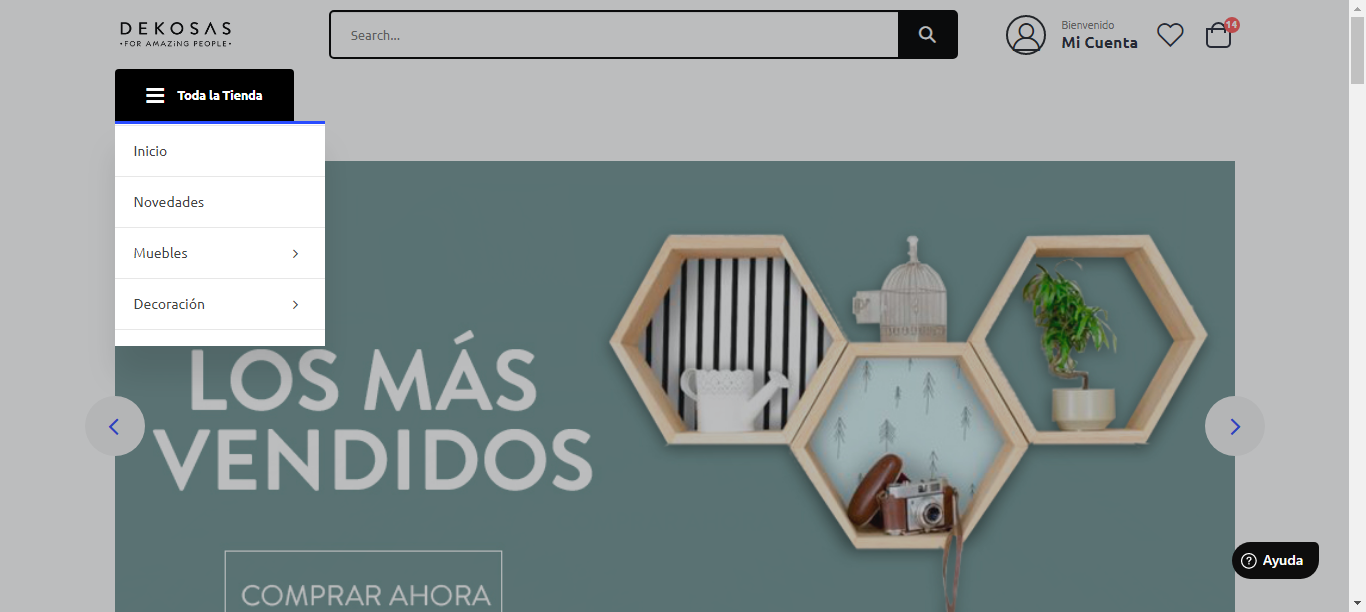 DEKOSAS
•FOR AMAZING PEOPLE•
Search...
Bienvenido
Mi Cuenta
14
Toda la Tienda
Inicio
Novedades
Muebles
Decoración
LOS MÁS
VENDIDOS
COMPRAR AHORA
Ayuda